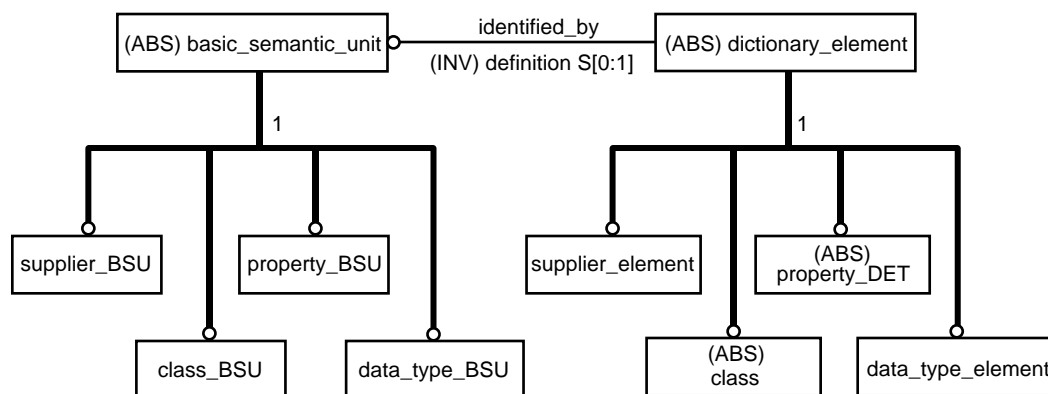 (ABS) basic_semantic_unit
identified_by
(INV) definition S[0:1]
(ABS) dictionary_element
1
1
supplier_BSU
property_BSU
class_BSU
data_type_BSU
supplier_element
(ABS)
property_DET
(ABS)
class
data_type_element